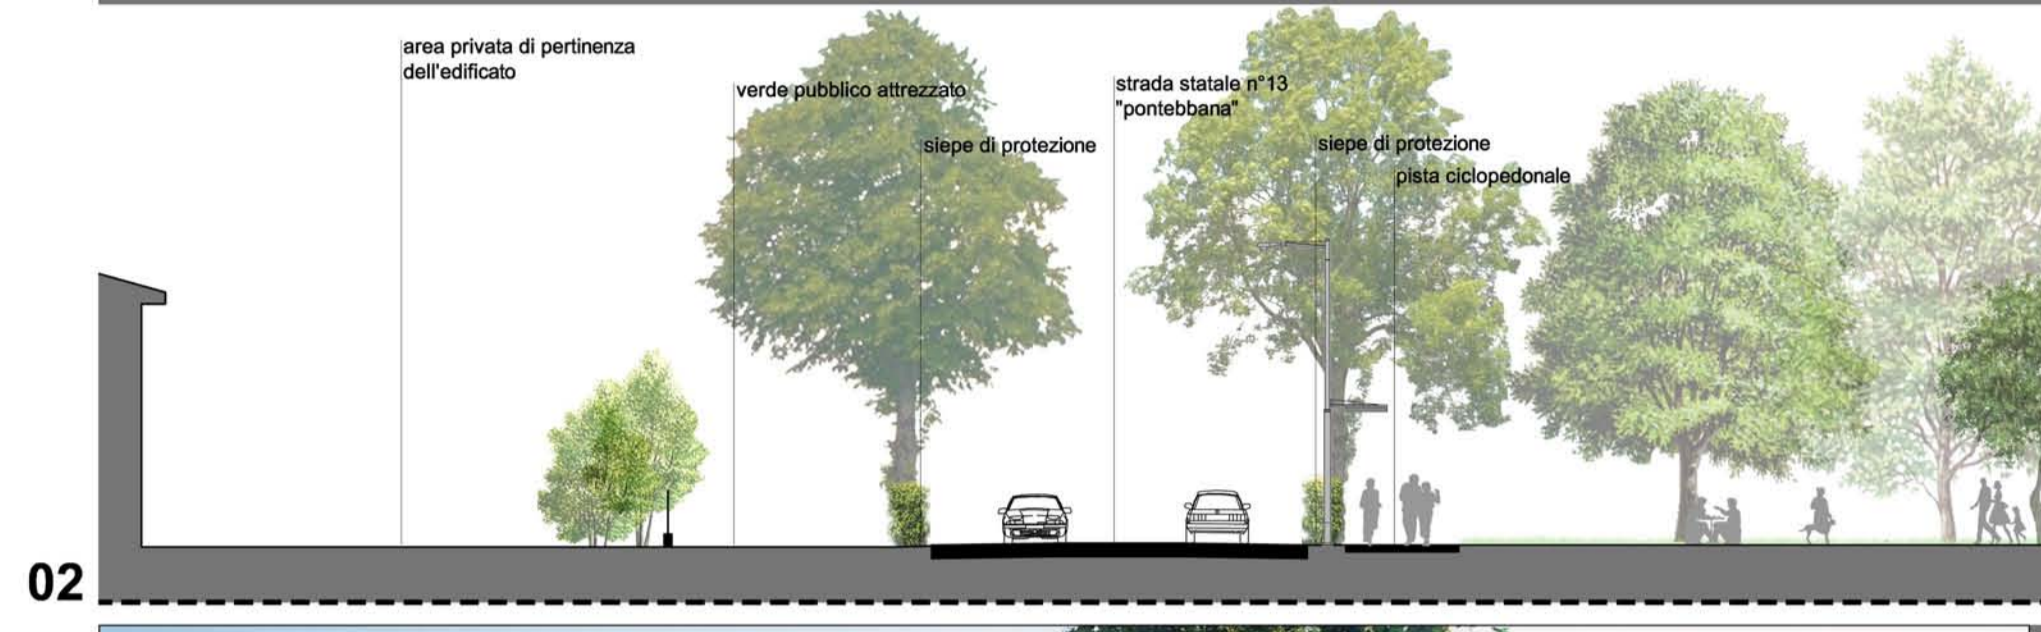 area privata di pertinenza
dell'edificato
verde pubblico attrezzato
siepe di protezione
strada statale n°13
"pontebbana"
siepe di protezione
pista ciclopedonale
02